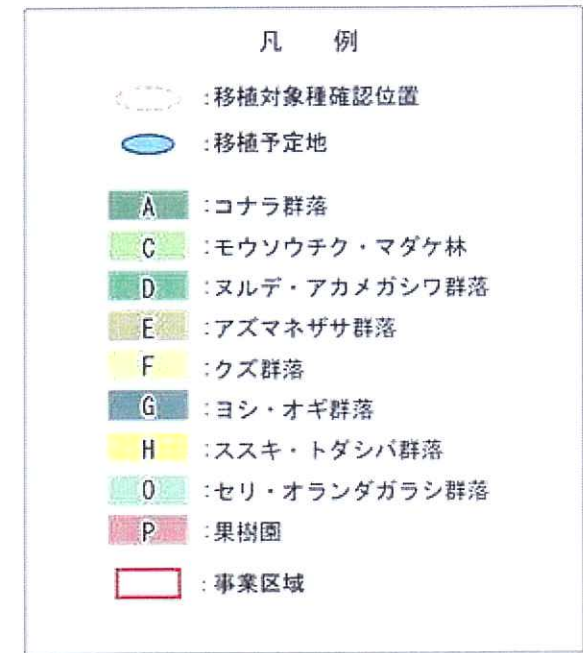 凡 例
:移植対象種確認位置
:移植予定地
A :コナラ群落
C :モウソウチク・マダケ林
D :ヌルデ・アカメガシワ群落
E :アズマネザサ群落
F :クズ群落
G :ヨシ・オギ群落
H :ススキ・トダシバ群落
O :セリ・オランダガラシ群落
P :果樹園
:事業区域